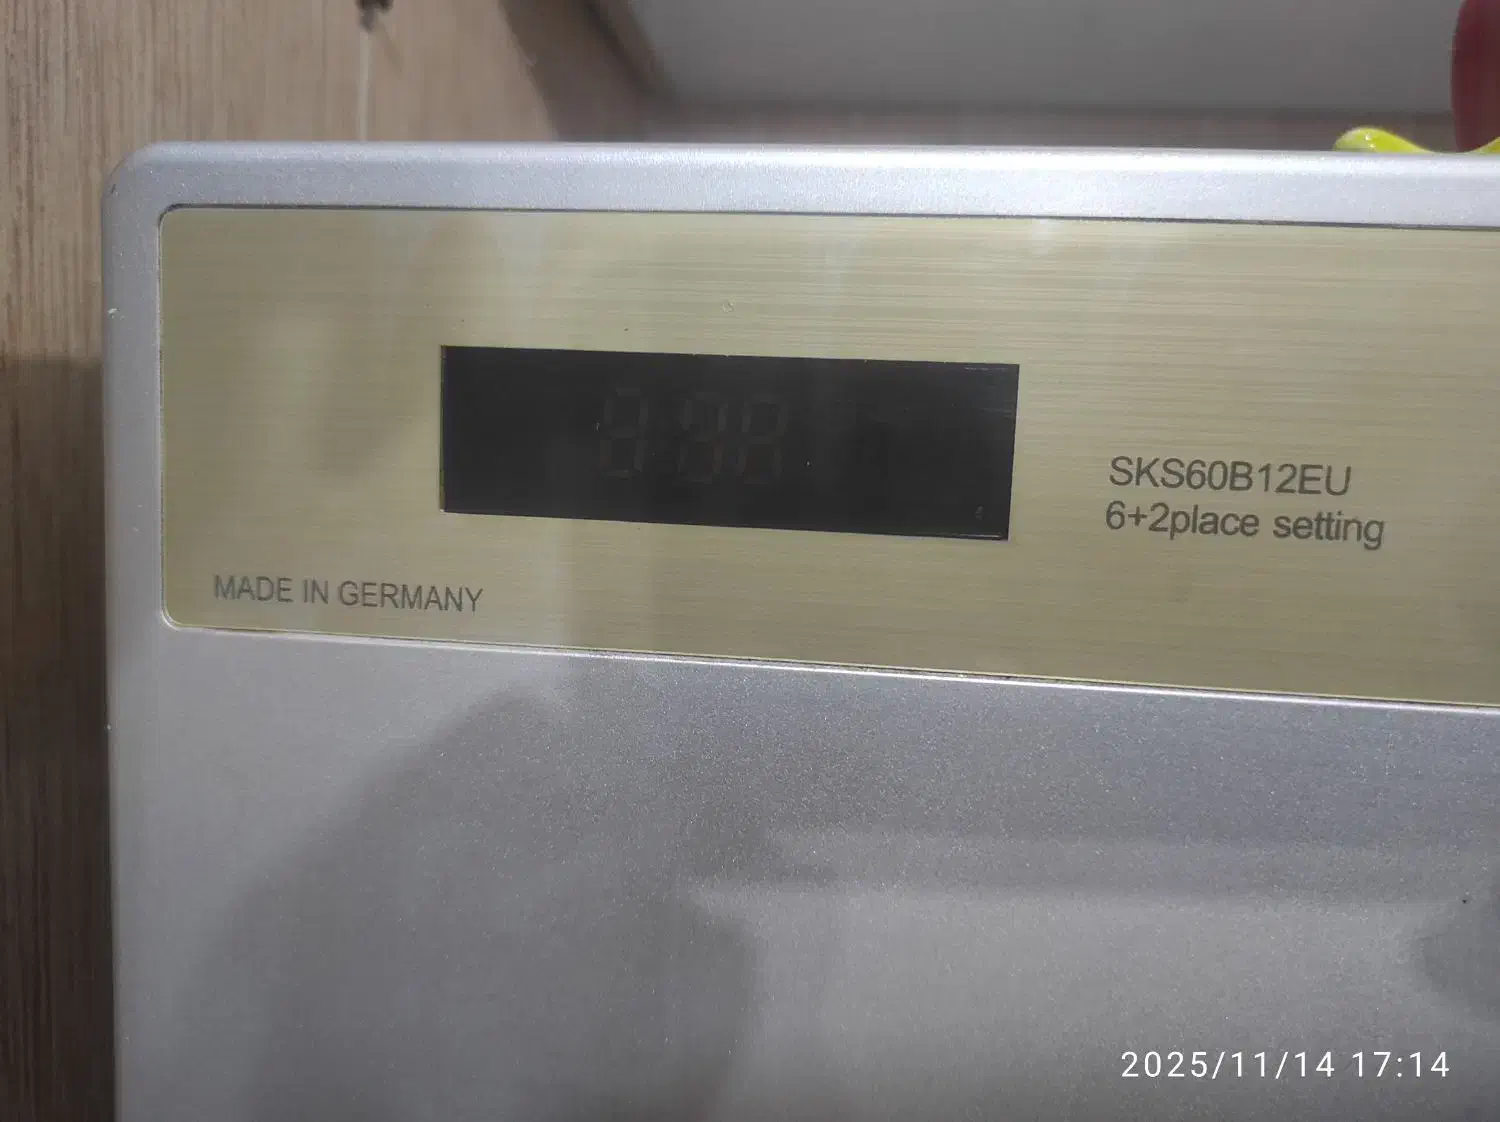 SKS60B12EU
6+2place setting
MADE IN GERMANY
2025/11/14 17:14